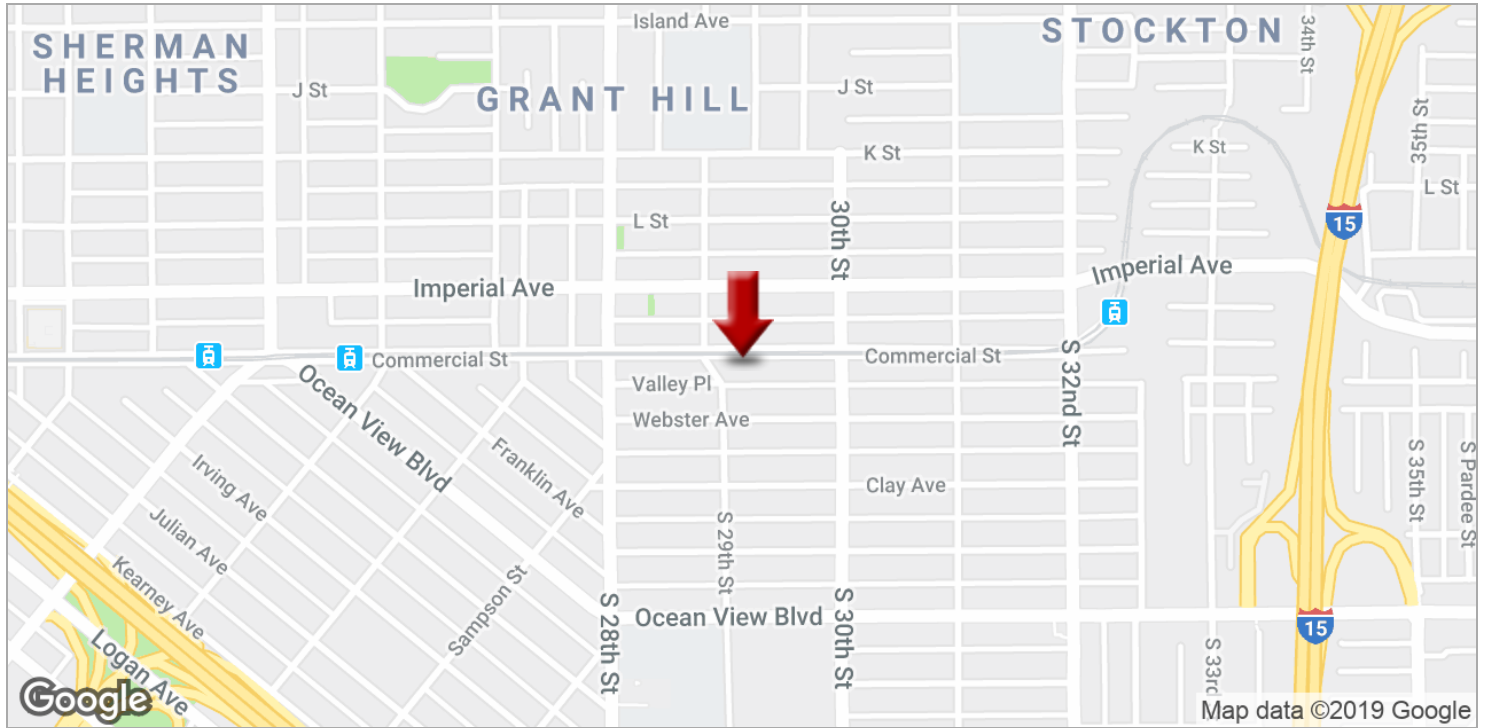 Island Ave
34th St
SHERMAN
HEIGHTS
STOCKTON
J St
GRANT HILL
J St
35th St
K St
K St
L St
L St
30th St
15
Imperial Ave
Imperial Ave
Commercial St
Commercial St
Valley Pl
S 32nd St
Webster Ave
Ocean View Blvd
Franklin Ave
S 35th St
S Pardee St
Irving Ave
Clay Ave
Julian Ave
S 29th St
Kearney Ave
Sampson St
S 28th St
Ocean View Blvd
S 30th St
15
S 33rd
Logan Ave
Google
Map data ©2019 Google